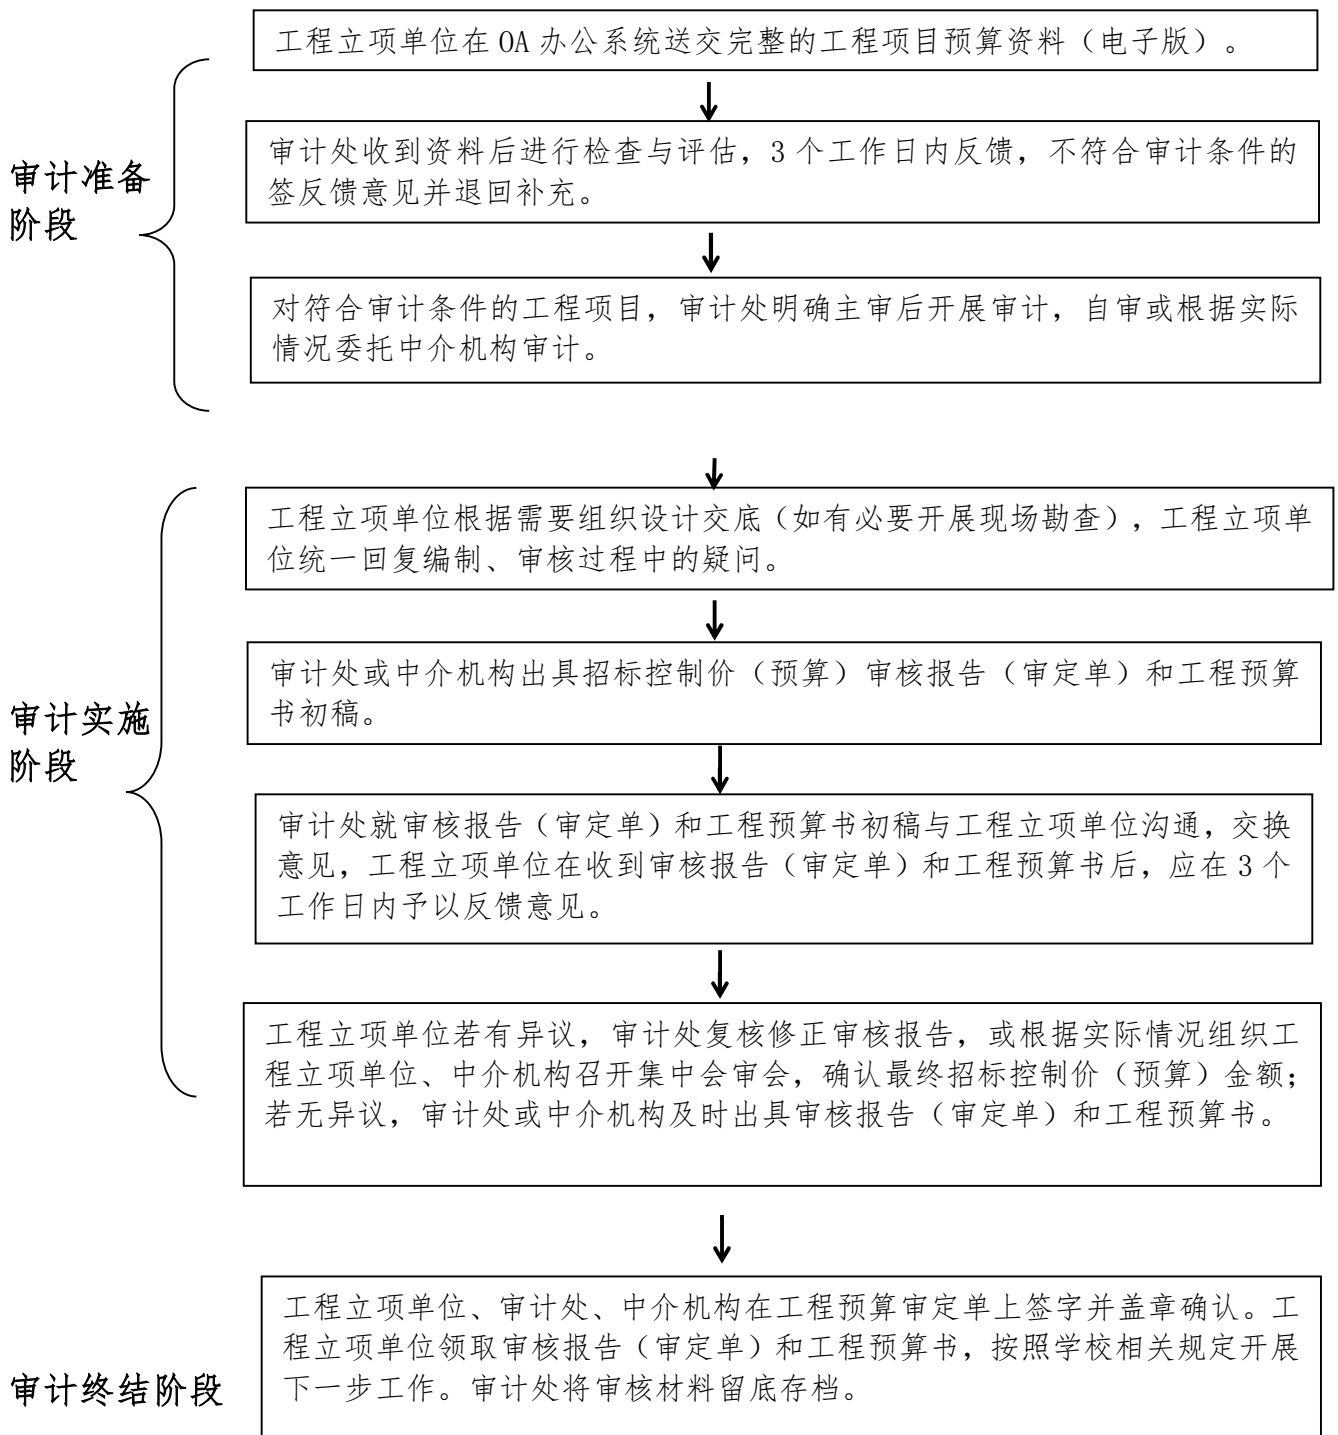 工程立项单位在 OA 办公系统送交完整的工程项目预算资料（电子版）。
审计准备
阶段
审计处收到资料后进行检查与评估，3 个工作日内反馈，不符合审计条件的
签反馈意见并退回补充。
对符合审计条件的工程项目，审计处明确主审后开展审计，自审或根据实际
情况委托中介机构审计。
审计实施
阶段
工程立项单位根据需要组织设计交底（如有必要开展现场勘查），工程立项单
位统一回复编制、审核过程中的疑问。
审计处或中介机构出具招标控制价（预算）审核报告（审定单）和工程预算
书初稿。
审计处就审核报告（审定单）和工程预算书初稿与工程立项单位沟通，交换
意见，工程立项单位在收到审核报告（审定单）和工程预算书后，应在 3 个
工作日内予以反馈意见。
工程立项单位若有异议，审计处复核修正审核报告，或根据实际情况组织工
程立项单位、中介机构召开集中会审会，确认最终招标控制价（预算）金额；
若无异议，审计处或中介机构及时出具审核报告（审定单）和工程预算书。
审计终结阶段
工程立项单位、审计处、中介机构在工程预算审定单上签字并盖章确认。工
程立项单位领取审核报告（审定单）和工程预算书，按照学校相关规定开展
下一步工作。审计处将审核材料留底存档。